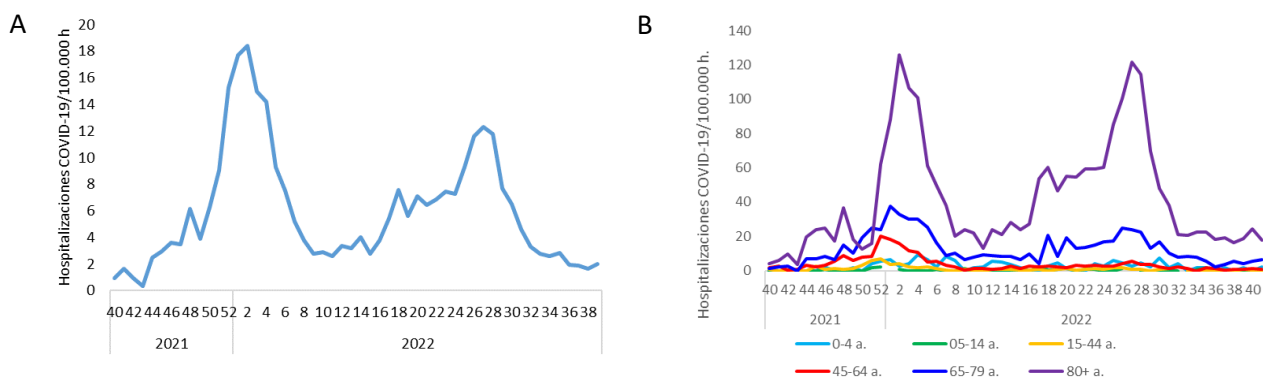 A
Hospitalizaciones COVID-19/100.000 h
20
18
16
14
12
10
8
6
4
2
0
40 42 44 46 48 50 52 2 4 6 8 10 12 14 16 18 20 22 24 26 28 30 32 34 36 38
2021 2022
B
Hospitalizaciones COVID-19/100.000 h.
140
120
100
80
60
40
20
0
40 42 44 46 48 50 52 2 4 6 8 10 12 14 16 18 20 22 24 26 28 30 32 34 36 38 40
2021 2022
0-4 a. 05-14 a. 15-44 a.
45-64 a. 65-79 a. 80+ a.